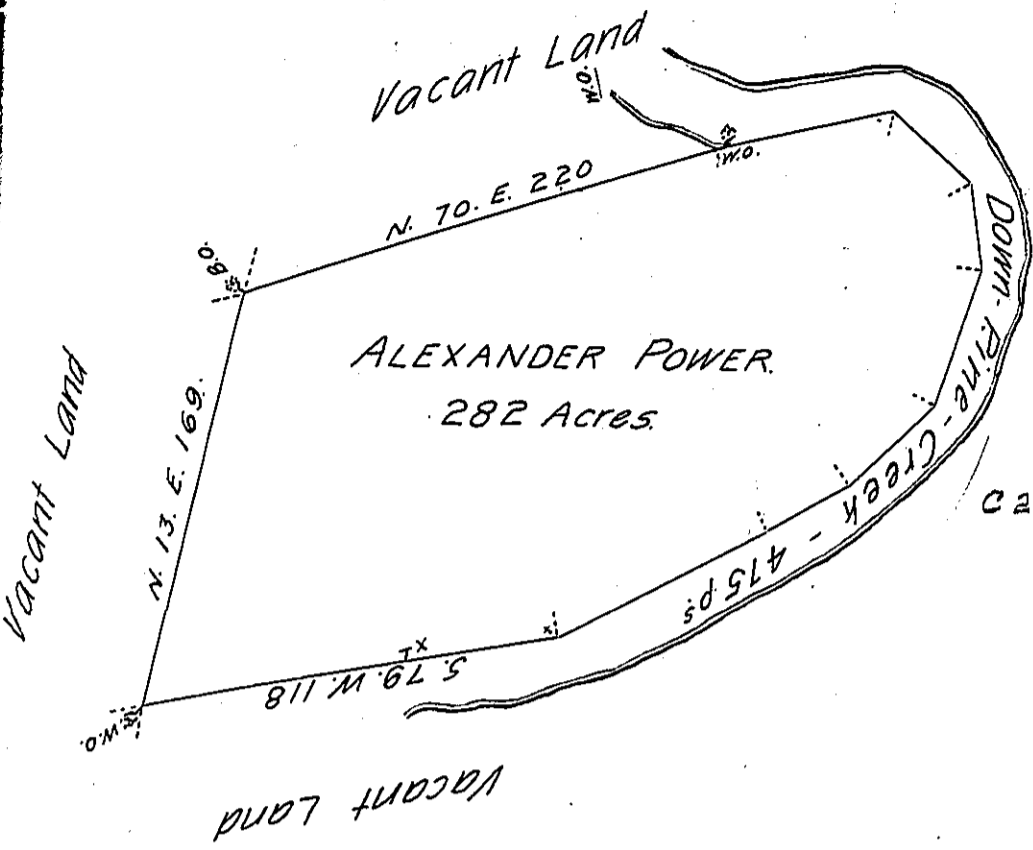 Vacant Land
W.O.
W.O.
N. 70. E. 220
B.O.
Down - Pine - Creek - 415 pˢ
ALEXANDER POWER.
282 Acres.
Vacant Land
N. 13. E. 169.
C 2
S. 79. W. 118
W.O.
Vacant Land